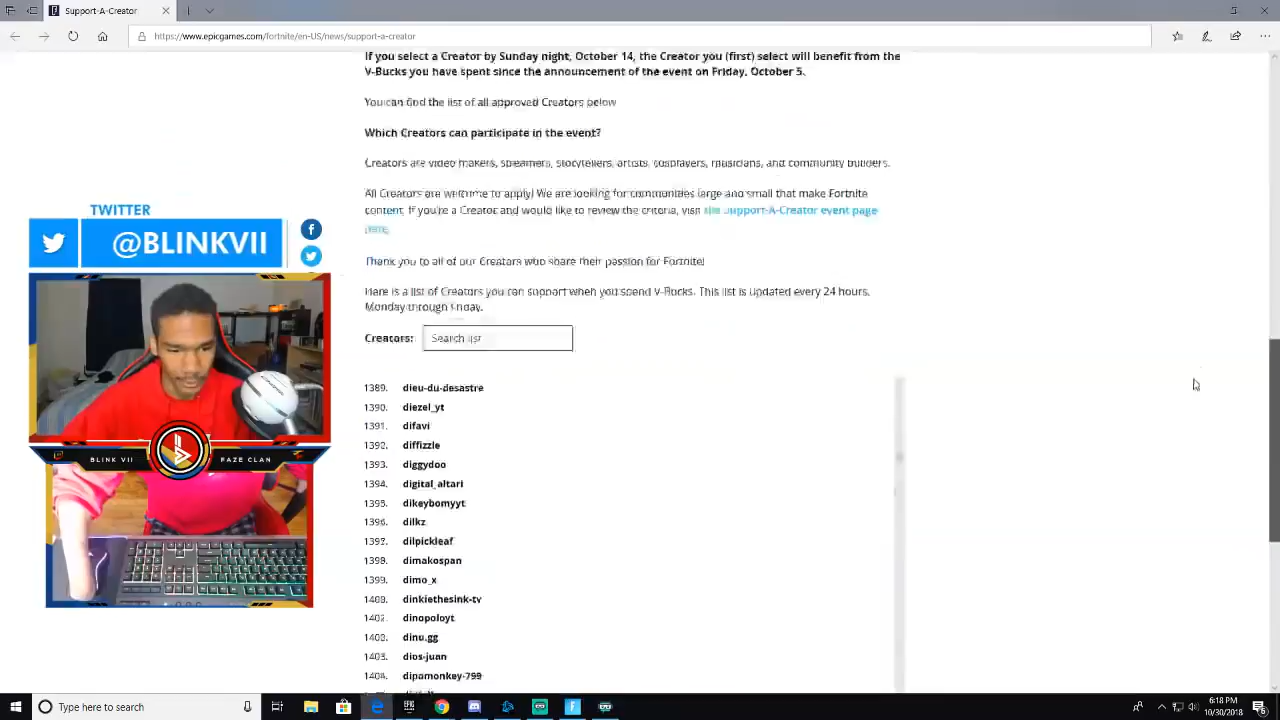 Support-A-Creator
https://www.epicgames.com/fortnite/en-US/news/support-a-creator
If you select a Creator by Sunday night, October 14, the Creator you (first) select will benefit from the
V-Bucks you have spent since the announcement of the event on Friday, October 5.
You can find the list of all approved Creators below
Which Creators can participate in the event?
Creators are video makers, streamers, storytellers, artists, cosplayers, musicians, and community builders.
All Creators are welcome to apply! We are looking for communities large and small that make Fortnite
content. If you're a Creator and would like to review the criteria, visit the Support-A-Creator event page
here.
Thank you to all of our Creators who share their passion for Fortnite!
Here is a list of Creators you can support when you spend V-Bucks. This list is updated every 24 hours,
Monday through Friday.
Creators: Search list
1389. dieu-du-desastre
1390. diezel_yt
1391. difavi
1392. diffizzle
1393. diggydoo
1394. digital_altari
1395. dikeybomyyt
1396. dilkz
1397. dilpickleaf
1398. dimakospan
1399. dimo_x
1400. dinkiethesink-tv
dinopoloyt
dino.gg
1403. dios-juan
1404. dipamonkey-799
TWITTER
@BLINKVII
BLINK VII
FAZE CLAN
Type here to search
6:18 PM
10/30/2018